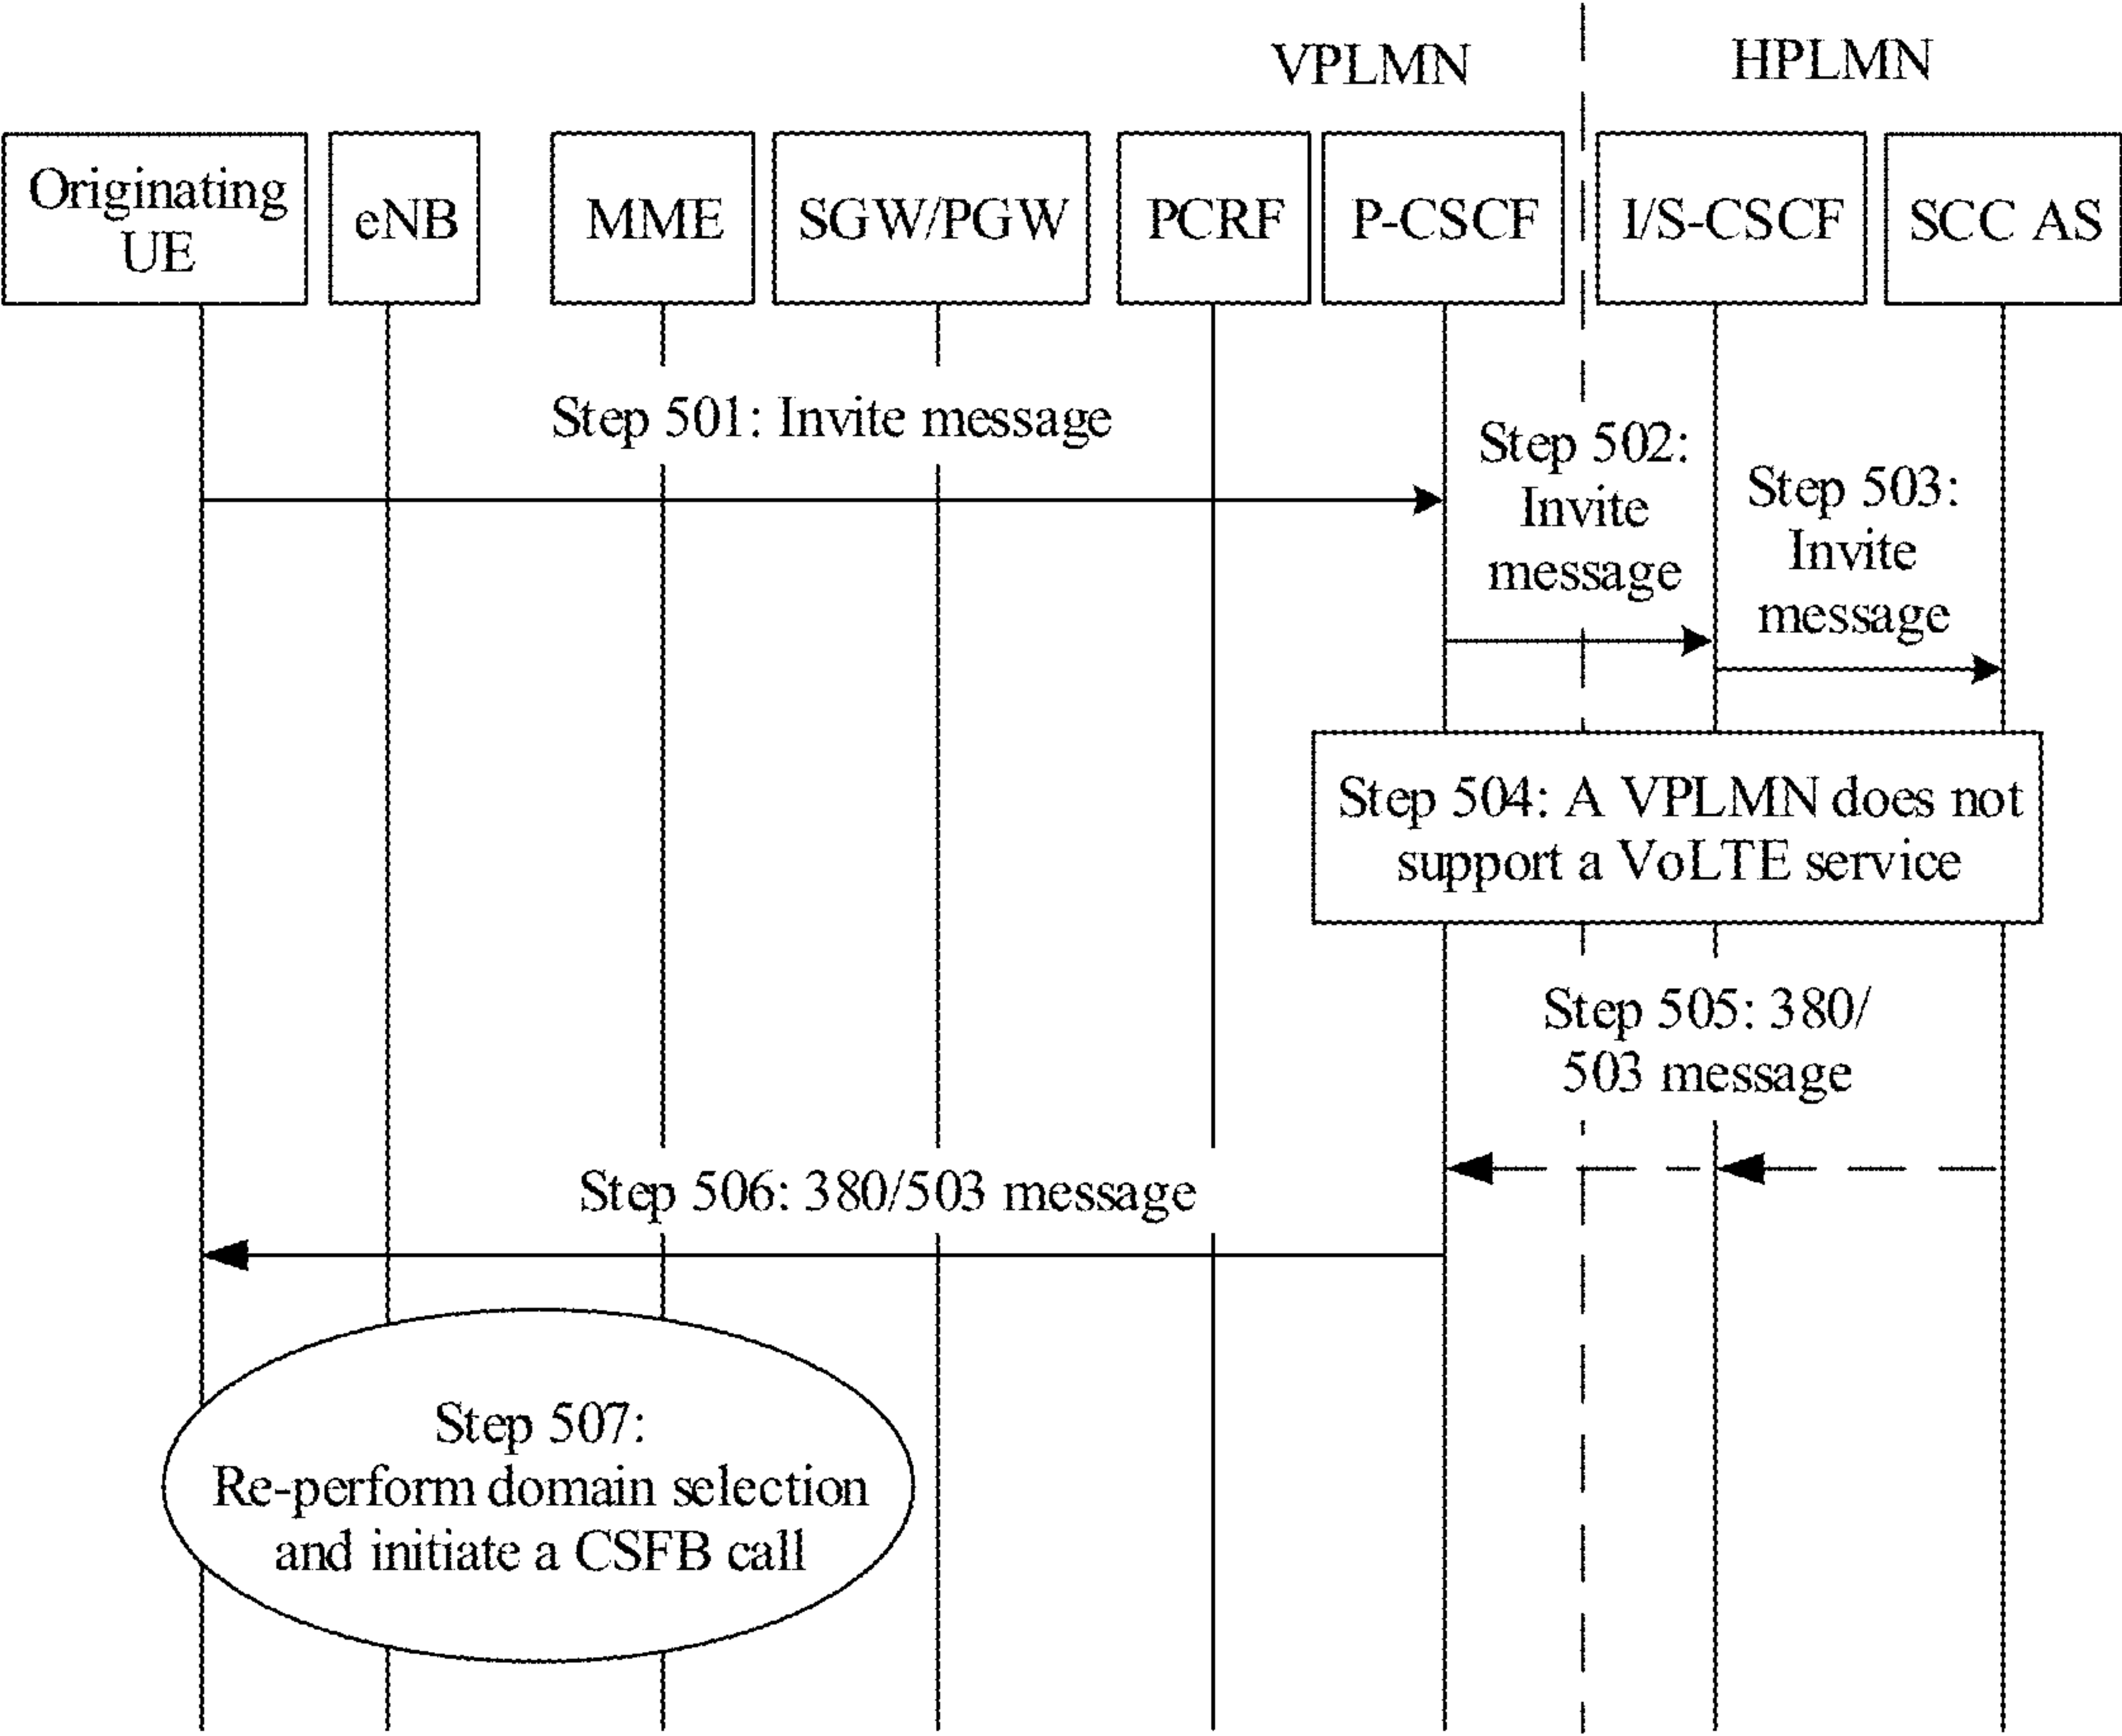 VPLMN
HPLMN
Originating
UE
eNB
MME
SGW/PGW
PCRF
P-CSCF
I/S-CSCF
SCC AS
Step 501: Invite message
Step 502:
Invite
message
Step 503:
Invite
message
Step 504: A VPLMN does not
support a VoLTE service
Step 505: 380/
503 message
Step 506: 380/503 message
Step 507:
Re-perform domain selection
and initiate a CSFB call